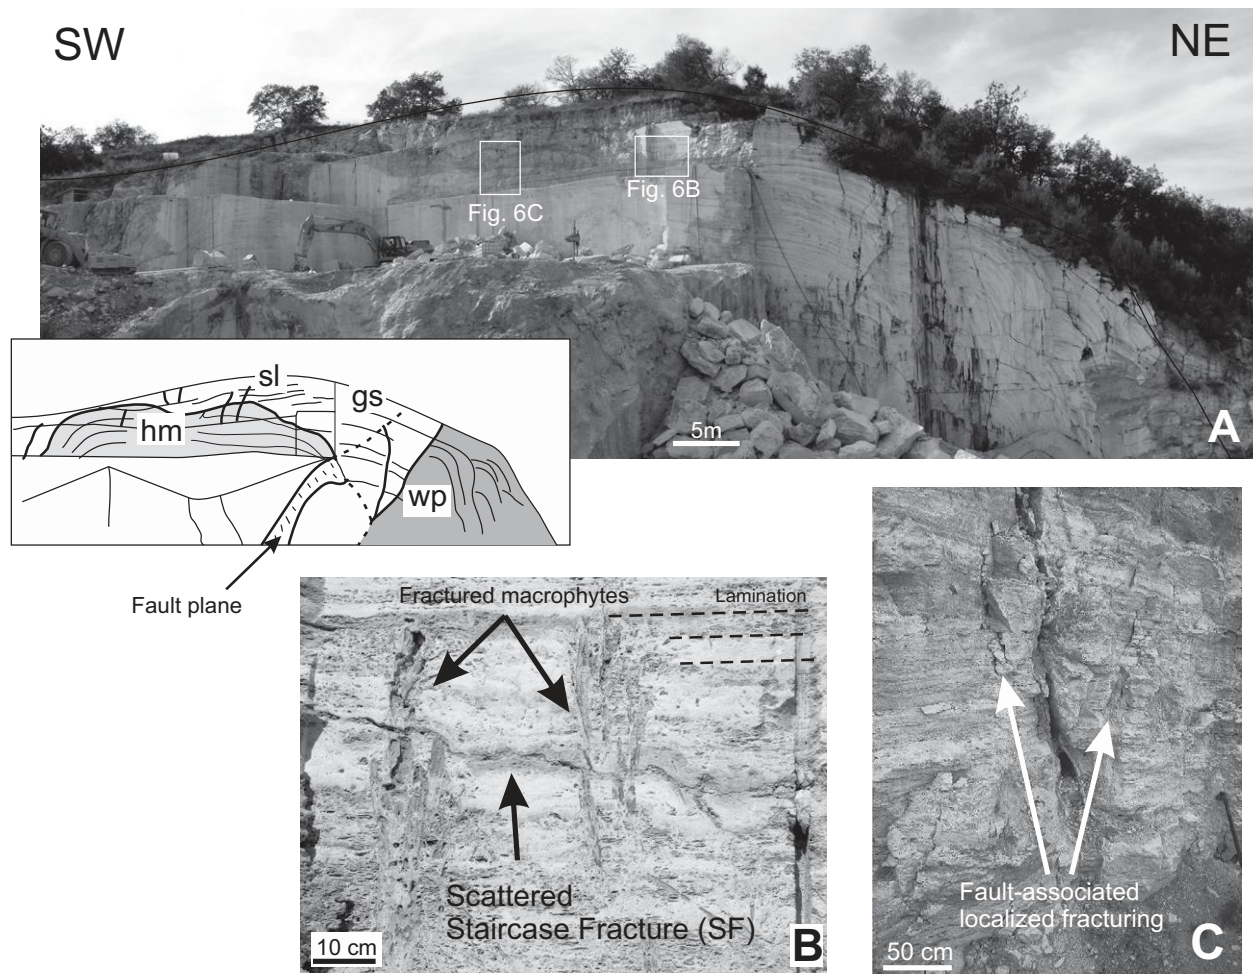 SW
NE
Fig. 6C
Fig. 6B
5m
A
sl
gs
hm
wp
Fault plane
Fractured macrophytes
Lamination
Scattered
Staircase Fracture (SF)
10 cm
B
Fault-associated
localized fracturing
50 cm
C